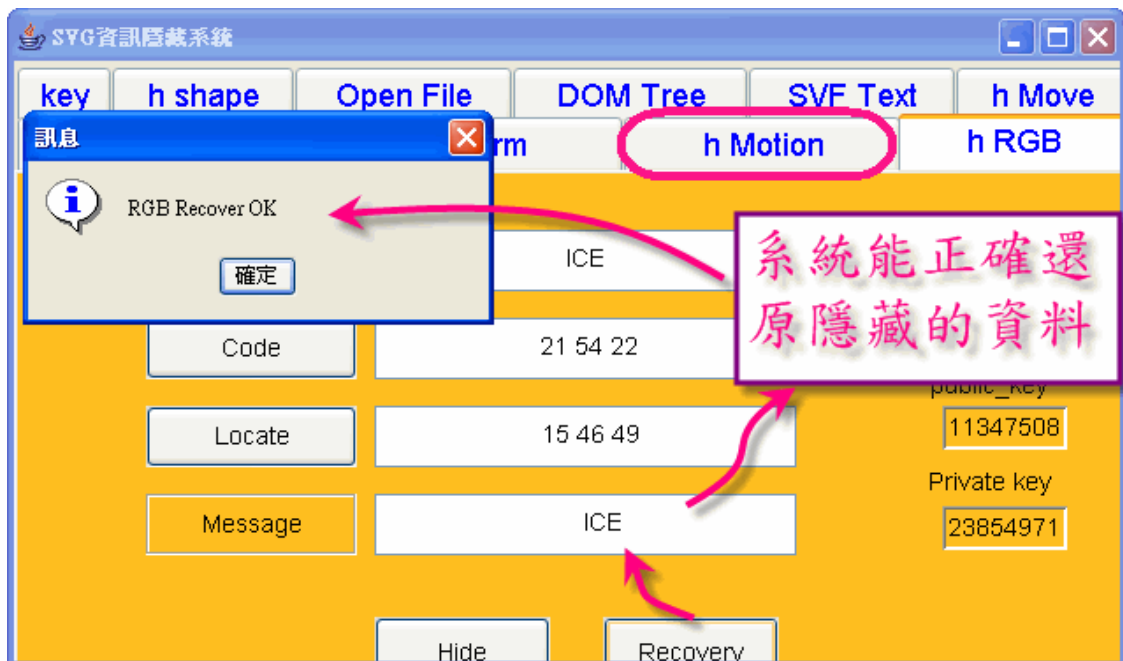 SVG資訊隱藏系統
key
h shape
Open File
DOM Tree
SVF Text
h Move
訊息
rm
h Motion
h RGB
RGB Recover OK
確定
ICE
系統能正確還
原隱藏的資料
Code
21 54 22
public_key
Locate
15 46 49
11347508
Private key
Message
ICE
23854971
Hide
Recovery